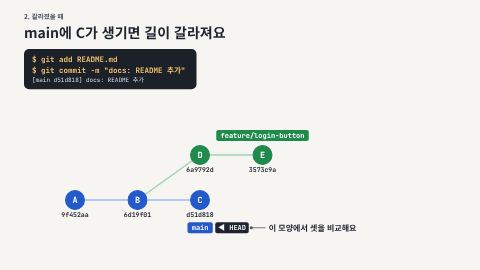 2. 갈라졌을 때
main에 C가 생기면 길이 갈라져요
$ git add README.md
$ git commit -m "docs: README 추가"
[main d51d818] docs: README 추가
feature/login-button
D
E
6a9792d
3573c9a
A
B
C
9f452aa
6d19f01
d51d818
main
◀ HEAD
이 모양에서 셋을 비교해요